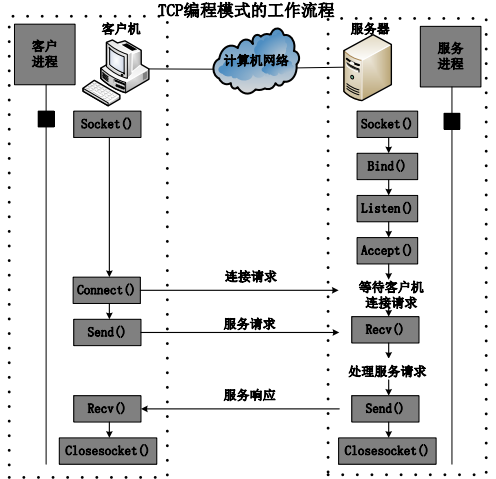 TCP编程模式的工作流程
客户
进程
客户机
计算机网络
服务器
服务
进程
Socket()
Socket()
Bind()
Listen()
Accept()
Connect()
连接请求
等待客户机
连接请求
Send()
服务请求
Recv()
处理服务请求
Recv()
服务响应
Send()
Closesocket()
Closesocket()